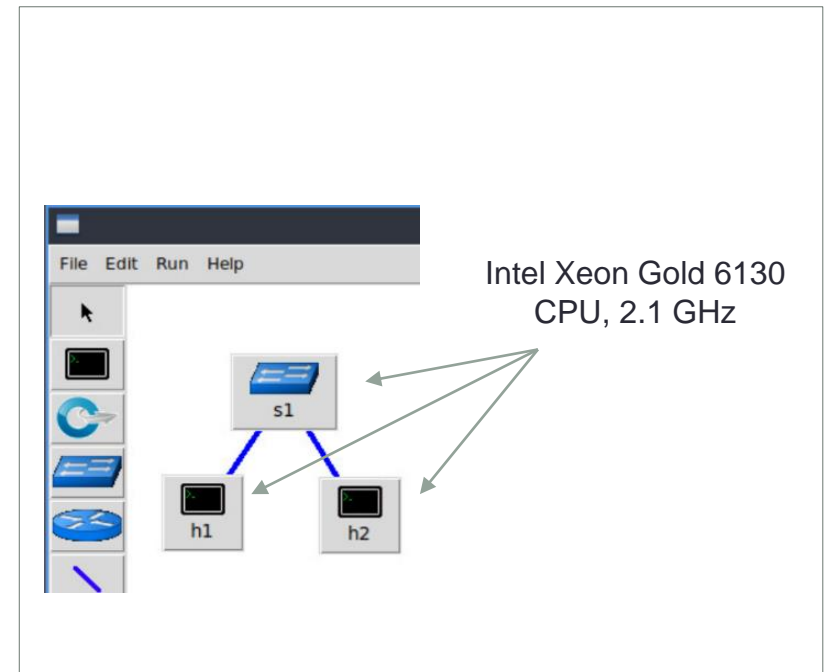 File Edit Run Help
Intel Xeon Gold 6130
CPU, 2.1 GHz
s1
h1 h2